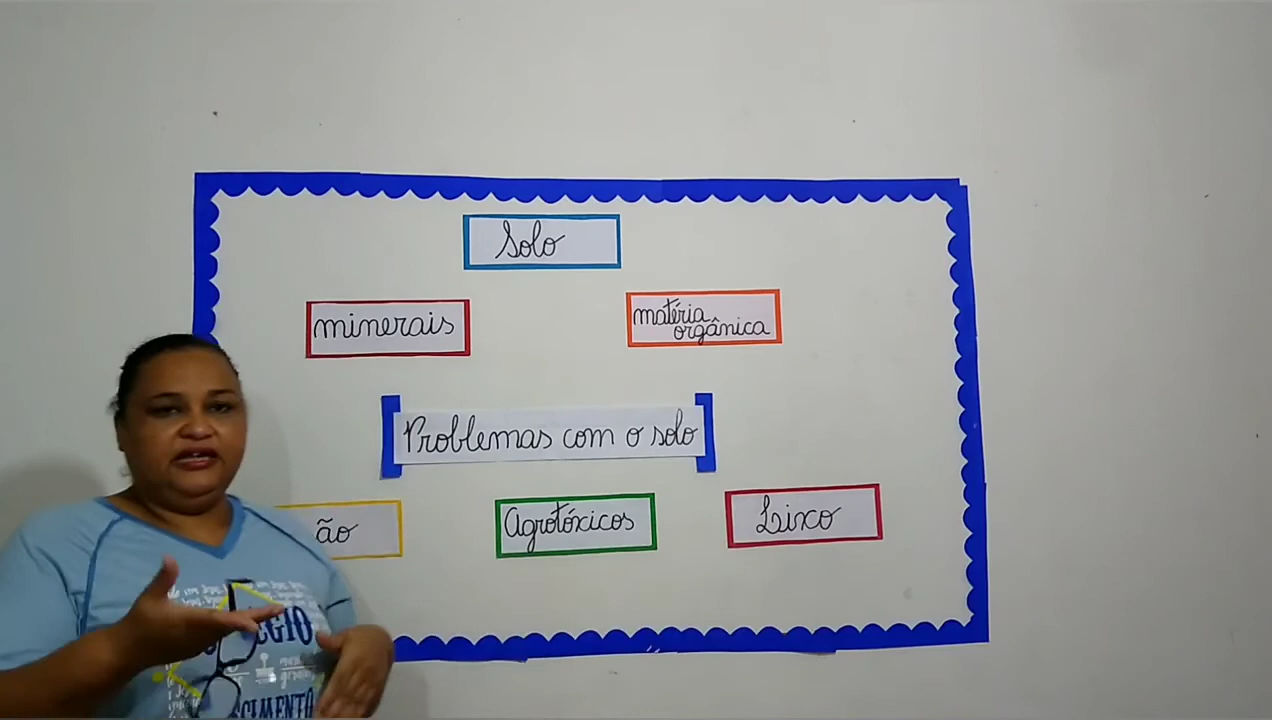 Solo
minerais
matéria
orgânica
Problemas com o solo
ão
Agrotóxicos
Lixo